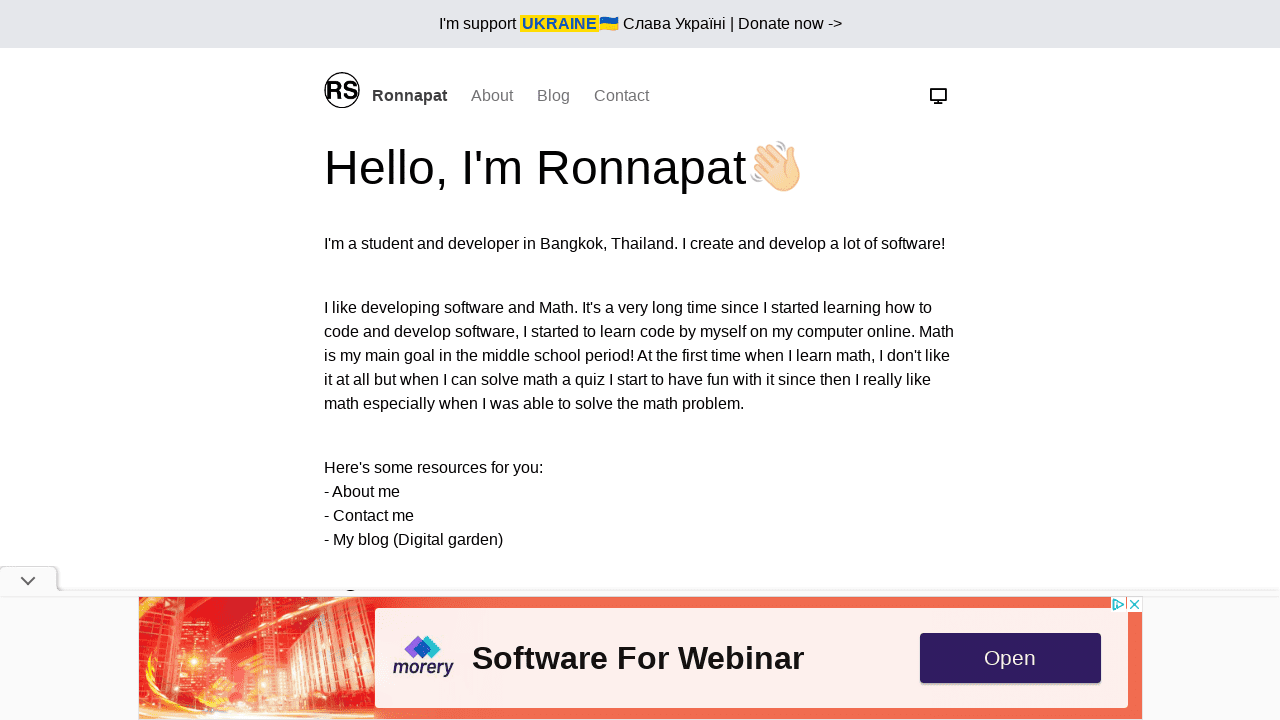 I'm support UKRAINE🇺🇦 Слава Україні | Donate now ->
RS Ronnapat About Blog Contact
Hello, I'm Ronnapat👋🏻
I'm a student and developer in Bangkok, Thailand. I create and develop a lot of software!
I like developing software and Math. It's a very long time since I started learning how to
code and develop software, I started to learn code by myself on my computer online. Math
is my main goal in the middle school period! At the first time when I learn math, I don't like
it at all but when I can solve math a quiz I start to have fun with it since then I really like
math especially when I was able to solve the math problem.
Here's some resources for you:
- About me
- Contact me
- My blog (Digital garden)
morery
Software For Webinar
Open